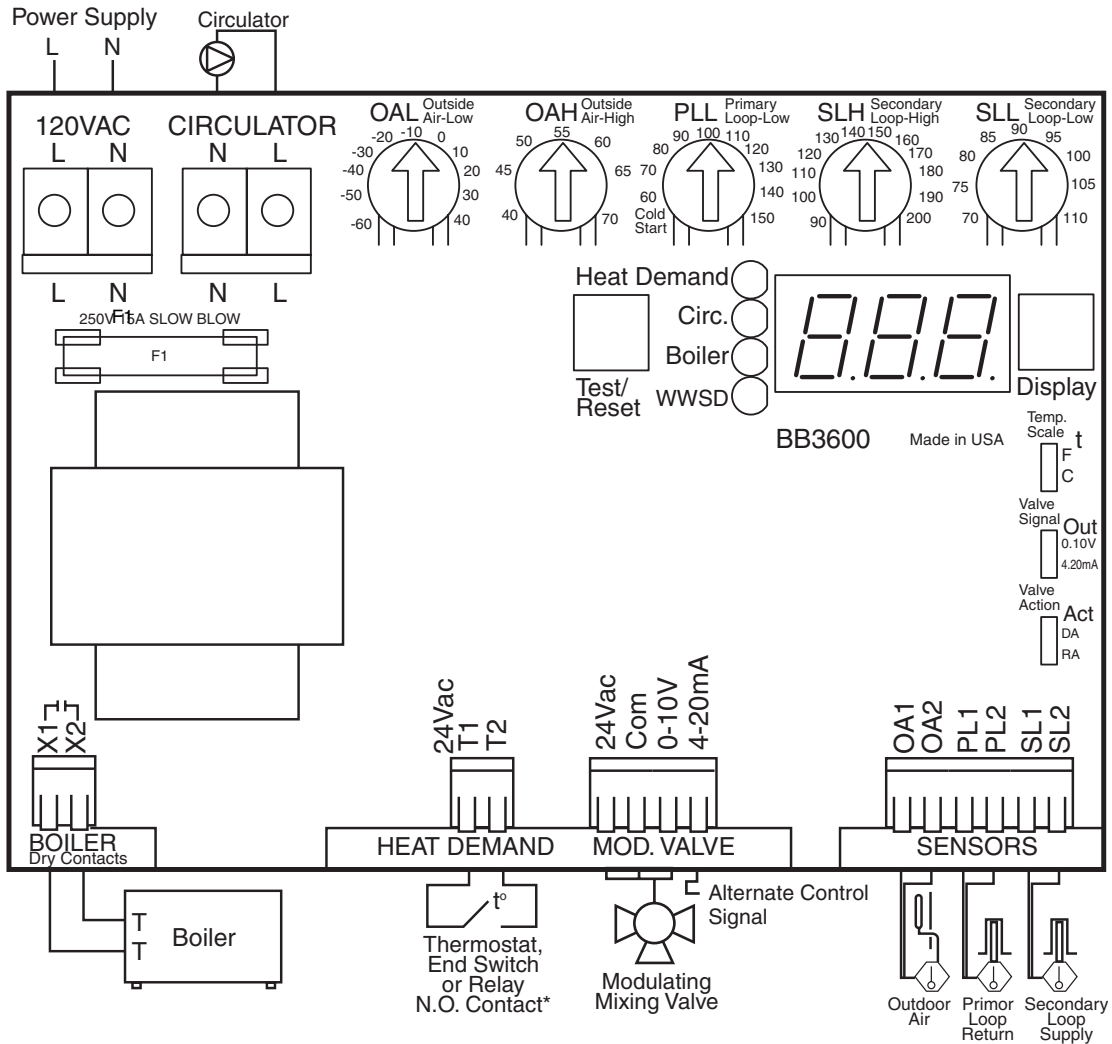 Power Supply
L N
Circulator
120VAC
L N
CIRCULATOR
N L
L N
N L
OAL Outside Air-Low
-60 -50 -40 -30 -20 -10 0 10 20 30 40
OAH Outside Air-High
40 45 50 55 60 65 70
PLL Primary Loop-Low
Cold Start 60 70 80 90 100 110 120 130 140 150
SLH Secondary Loop-High
90 100 110 120 130 140 150 160 170 180 190 200
SLL Secondary Loop-Low
70 75 80 85 90 95 100 105 110
F1
250V 15A SLOW BLOW
F1
Heat Demand
Circ.
Boiler
WWSD
Test/
Reset
Display
BB3600
Made in USA
Temp.
Scale t
F
C
Valve
Signal Out
0.10V
4.20mA
Valve
Action Act
DA
RA
X1
X2
24Vac
T1
T2
24Vac
Com
0-10V
4-20mA
OA1
OA2
PL1
PL2
SL1
SL2
BOILER
Dry Contacts
HEAT DEMAND
MOD. VALVE
SENSORS
T
T
Boiler
t°
Thermostat,
End Switch
or Relay
N.O. Contact*
Alternate Control
Signal
Modulating
Mixing Valve
Outdoor
Air
Primor
Loop
Return
Secondary
Loop
Supply